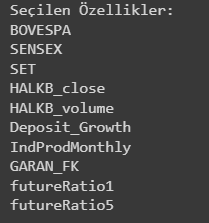 Seçilen Özellikler:
BOVESPA
SENSEX
SET
HALKB_close
HALKB_volume
Deposit_Growth
IndProdMonthly
GARAN_FK
futureRatio1
futureRatio5